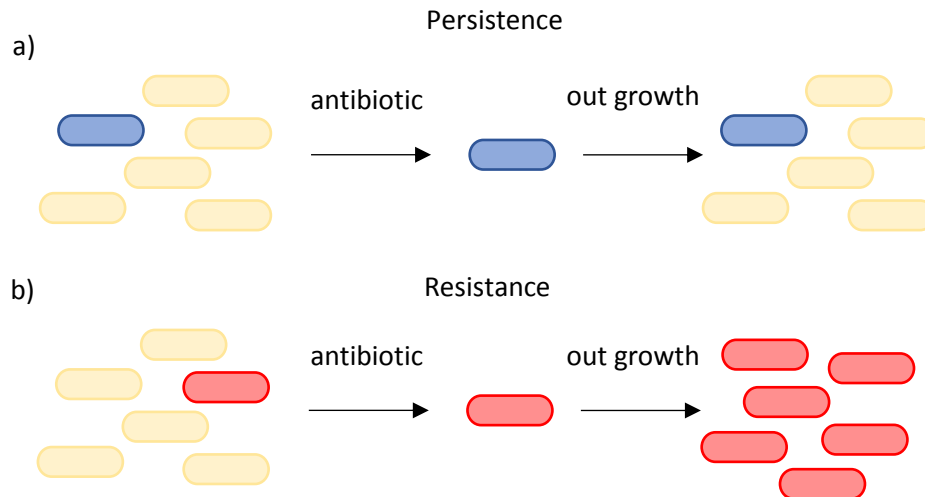 Persistence
a)
antibiotic
out growth
b)
Resistance
antibiotic
out growth